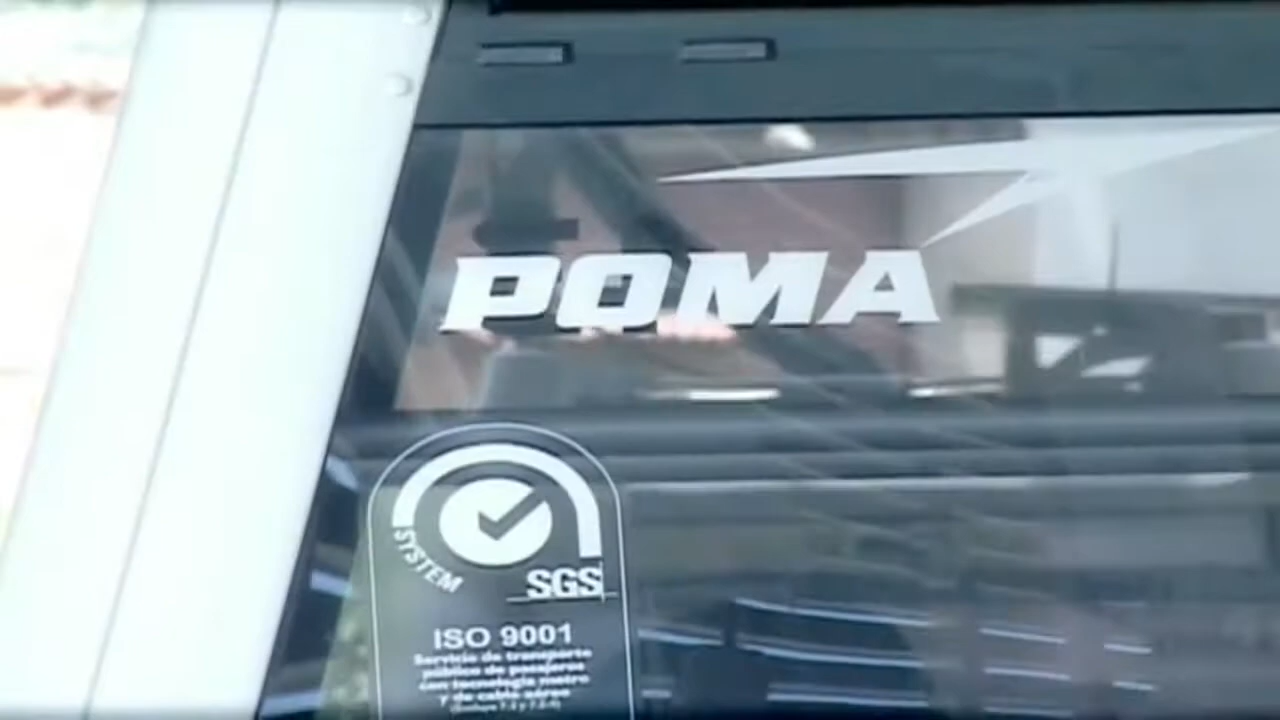 POMA
SYSTEM
SGS
ISO 9001
Servicio de transporte
público de pasajeros
con tecnología metro
y de cable aéreo